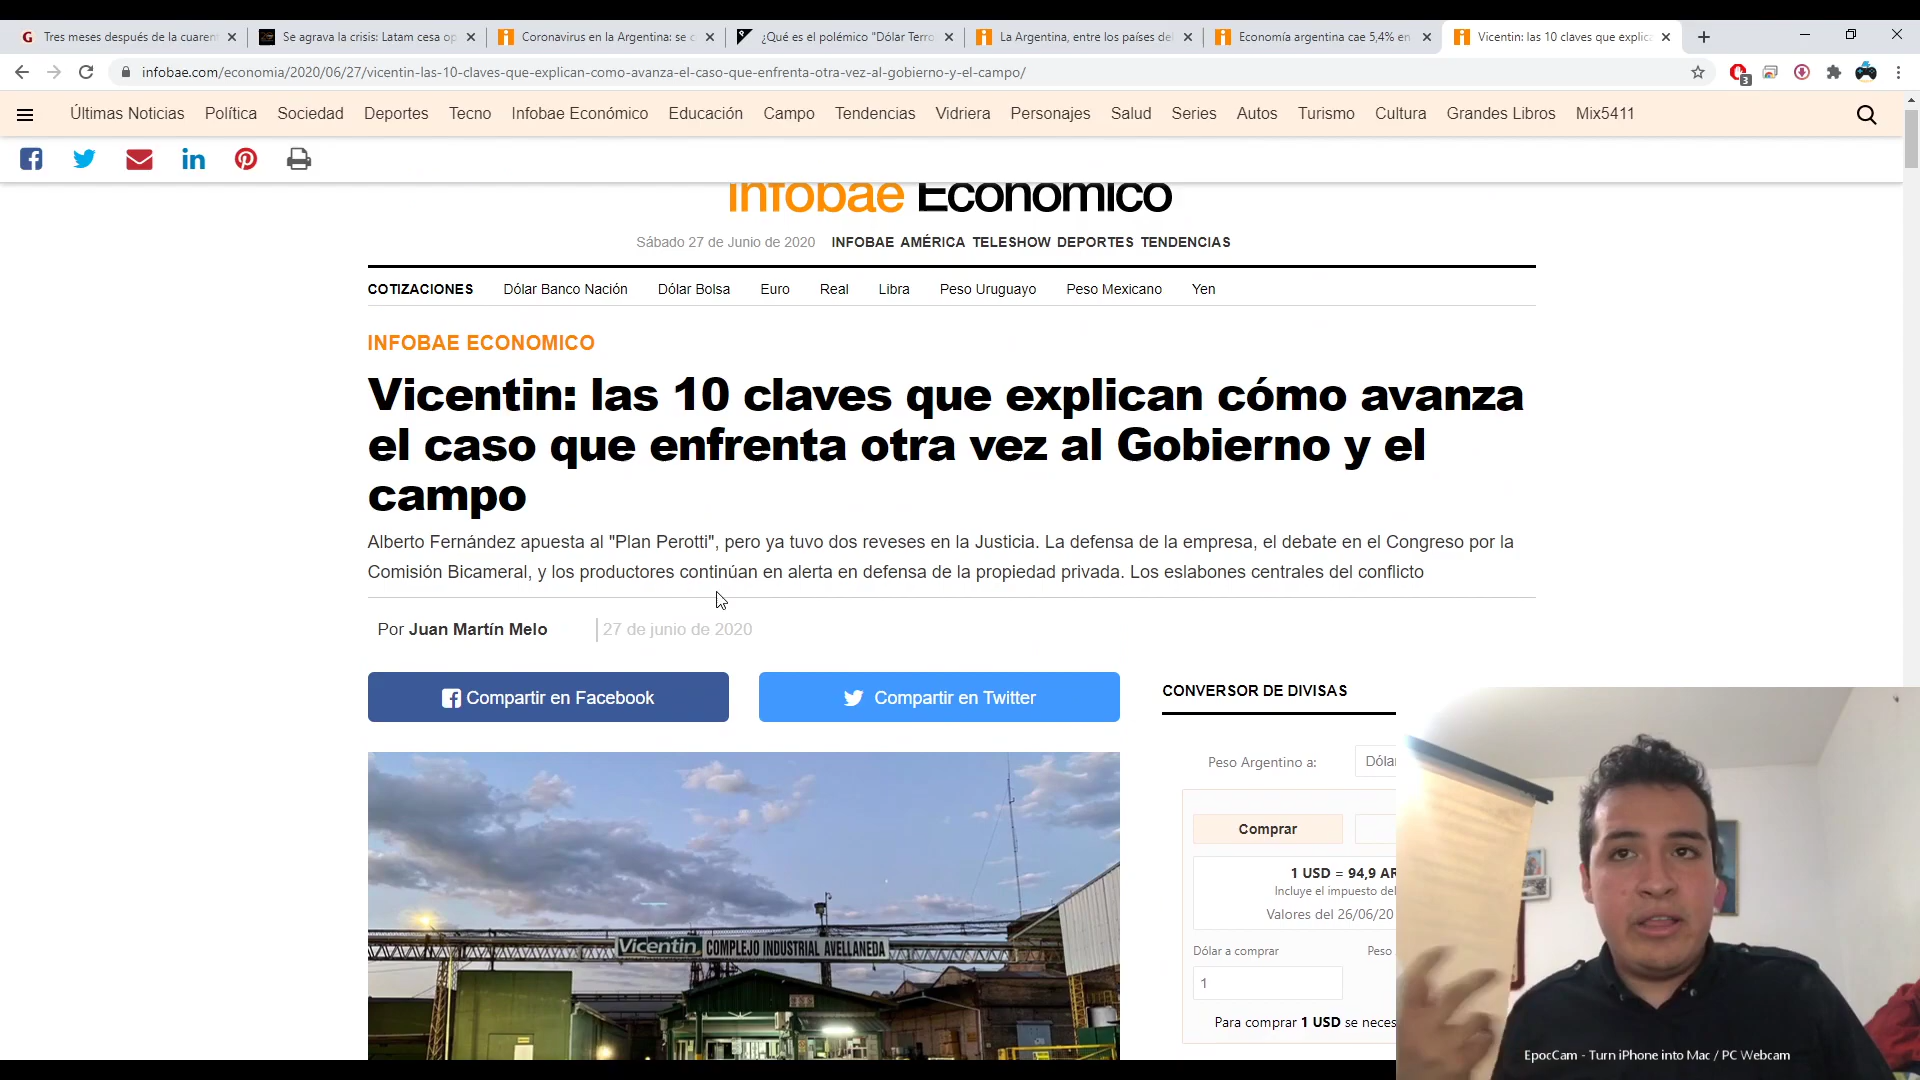 Tres meses después de la cuaren
Se agrava la crisis: Latam cesa op
Coronavirus en la Argentina: se c
¿Qué es el polémico "Dólar Terro
La Argentina, entre los países de
Economía argentina cae 5,4% en
Vicentin: las 10 claves que explic
infobae.com/economia/2020/06/27/vicentin-las-10-claves-que-explican-como-avanza-el-caso-que-enfrenta-otra-vez-al-gobierno-y-el-campo/
3
Últimas Noticias Política Sociedad Deportes Tecno Infobae Económico Educación Campo Tendencias Vidriera Personajes Salud Series Autos Turismo Cultura Grandes Libros Mix5411
infobae Económico
Sábado 27 de Junio de 2020 INFOBAE AMÉRICA TELESHOW DEPORTES TENDENCIAS
COTIZACIONES Dólar Banco Nación Dólar Bolsa Euro Real Libra Peso Uruguayo Peso Mexicano Yen
INFOBAE ECONOMICO
Vicentin: las 10 claves que explican cómo avanza
el caso que enfrenta otra vez al Gobierno y el
campo
Alberto Fernández apuesta al "Plan Perotti", pero ya tuvo dos reveses en la Justicia. La defensa de la empresa, el debate en el Congreso por la
Comisión Bicameral, y los productores continúan en alerta en defensa de la propiedad privada. Los eslabones centrales del conflicto
Por Juan Martín Melo
27 de junio de 2020
Compartir en Facebook
Compartir en Twitter
CONVERSOR DE DIVISAS
Peso Argentino a:
Dóla
Comprar
1 USD = 94,9 AR
Incluye el impuesto del
Valores del 26/06/20
Dólar a comprar
Peso
1
Para comprar 1 USD se neces
Vicentin COMPLEJO INDUSTRIAL AVELLANEDA
EpocCam - Turn iPhone into Mac / PC Webcam